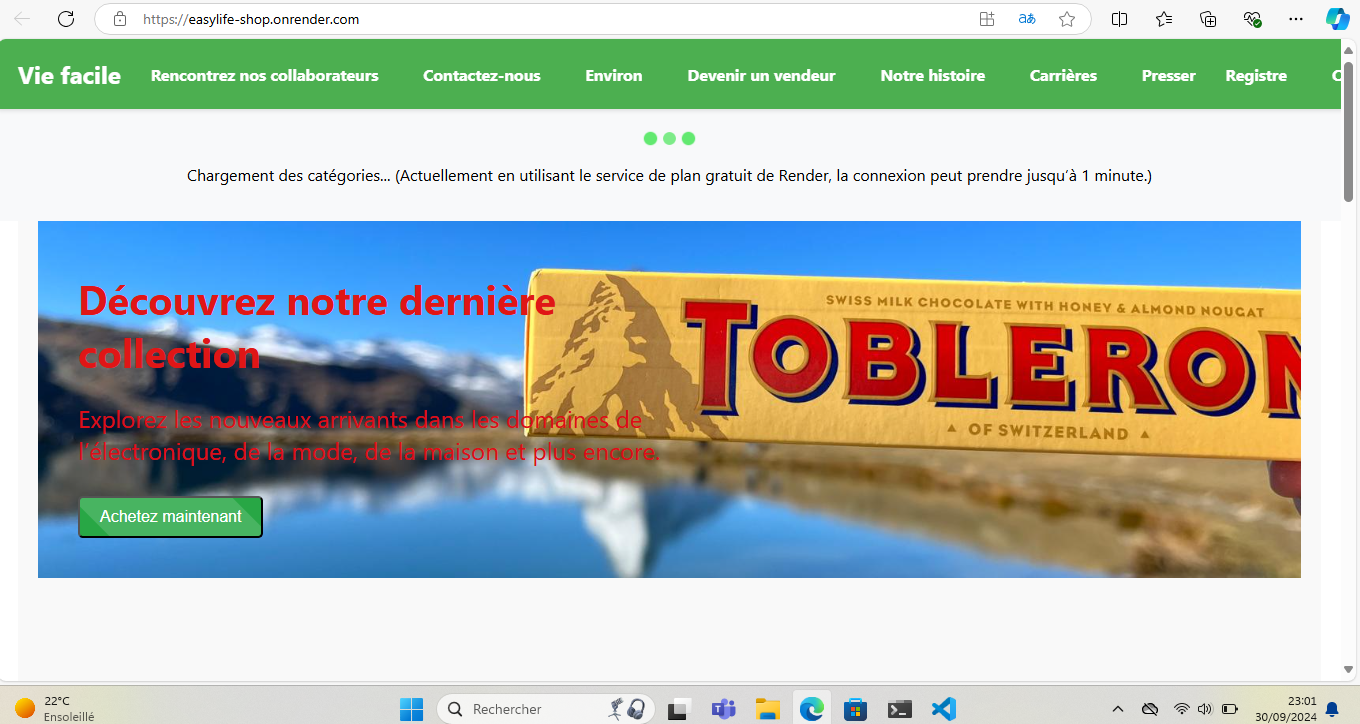 https://easylife-shop.onrender.com
Vie facile Rencontrez nos collaborateurs Contactez-nous Environ Devenir un vendeur Notre histoire Carrières Presser Registre
Chargement des catégories... (Actuellement en utilisant le service de plan gratuit de Render, la connexion peut prendre jusqu'à 1 minute.)
Découvrez notre dernière
collection
SWISS MILK CHOCOLATE WITH HONEY & ALMOND NOUGAT
TOBLERON
OF SWITZERLAND
Explorez les nouveaux arrivants dans les domaines de
l'électronique, de la mode, de la maison et plus encore.
Achetez maintenant
22°C
Ensoleillé
Rechercher
23:01
30/09/2024